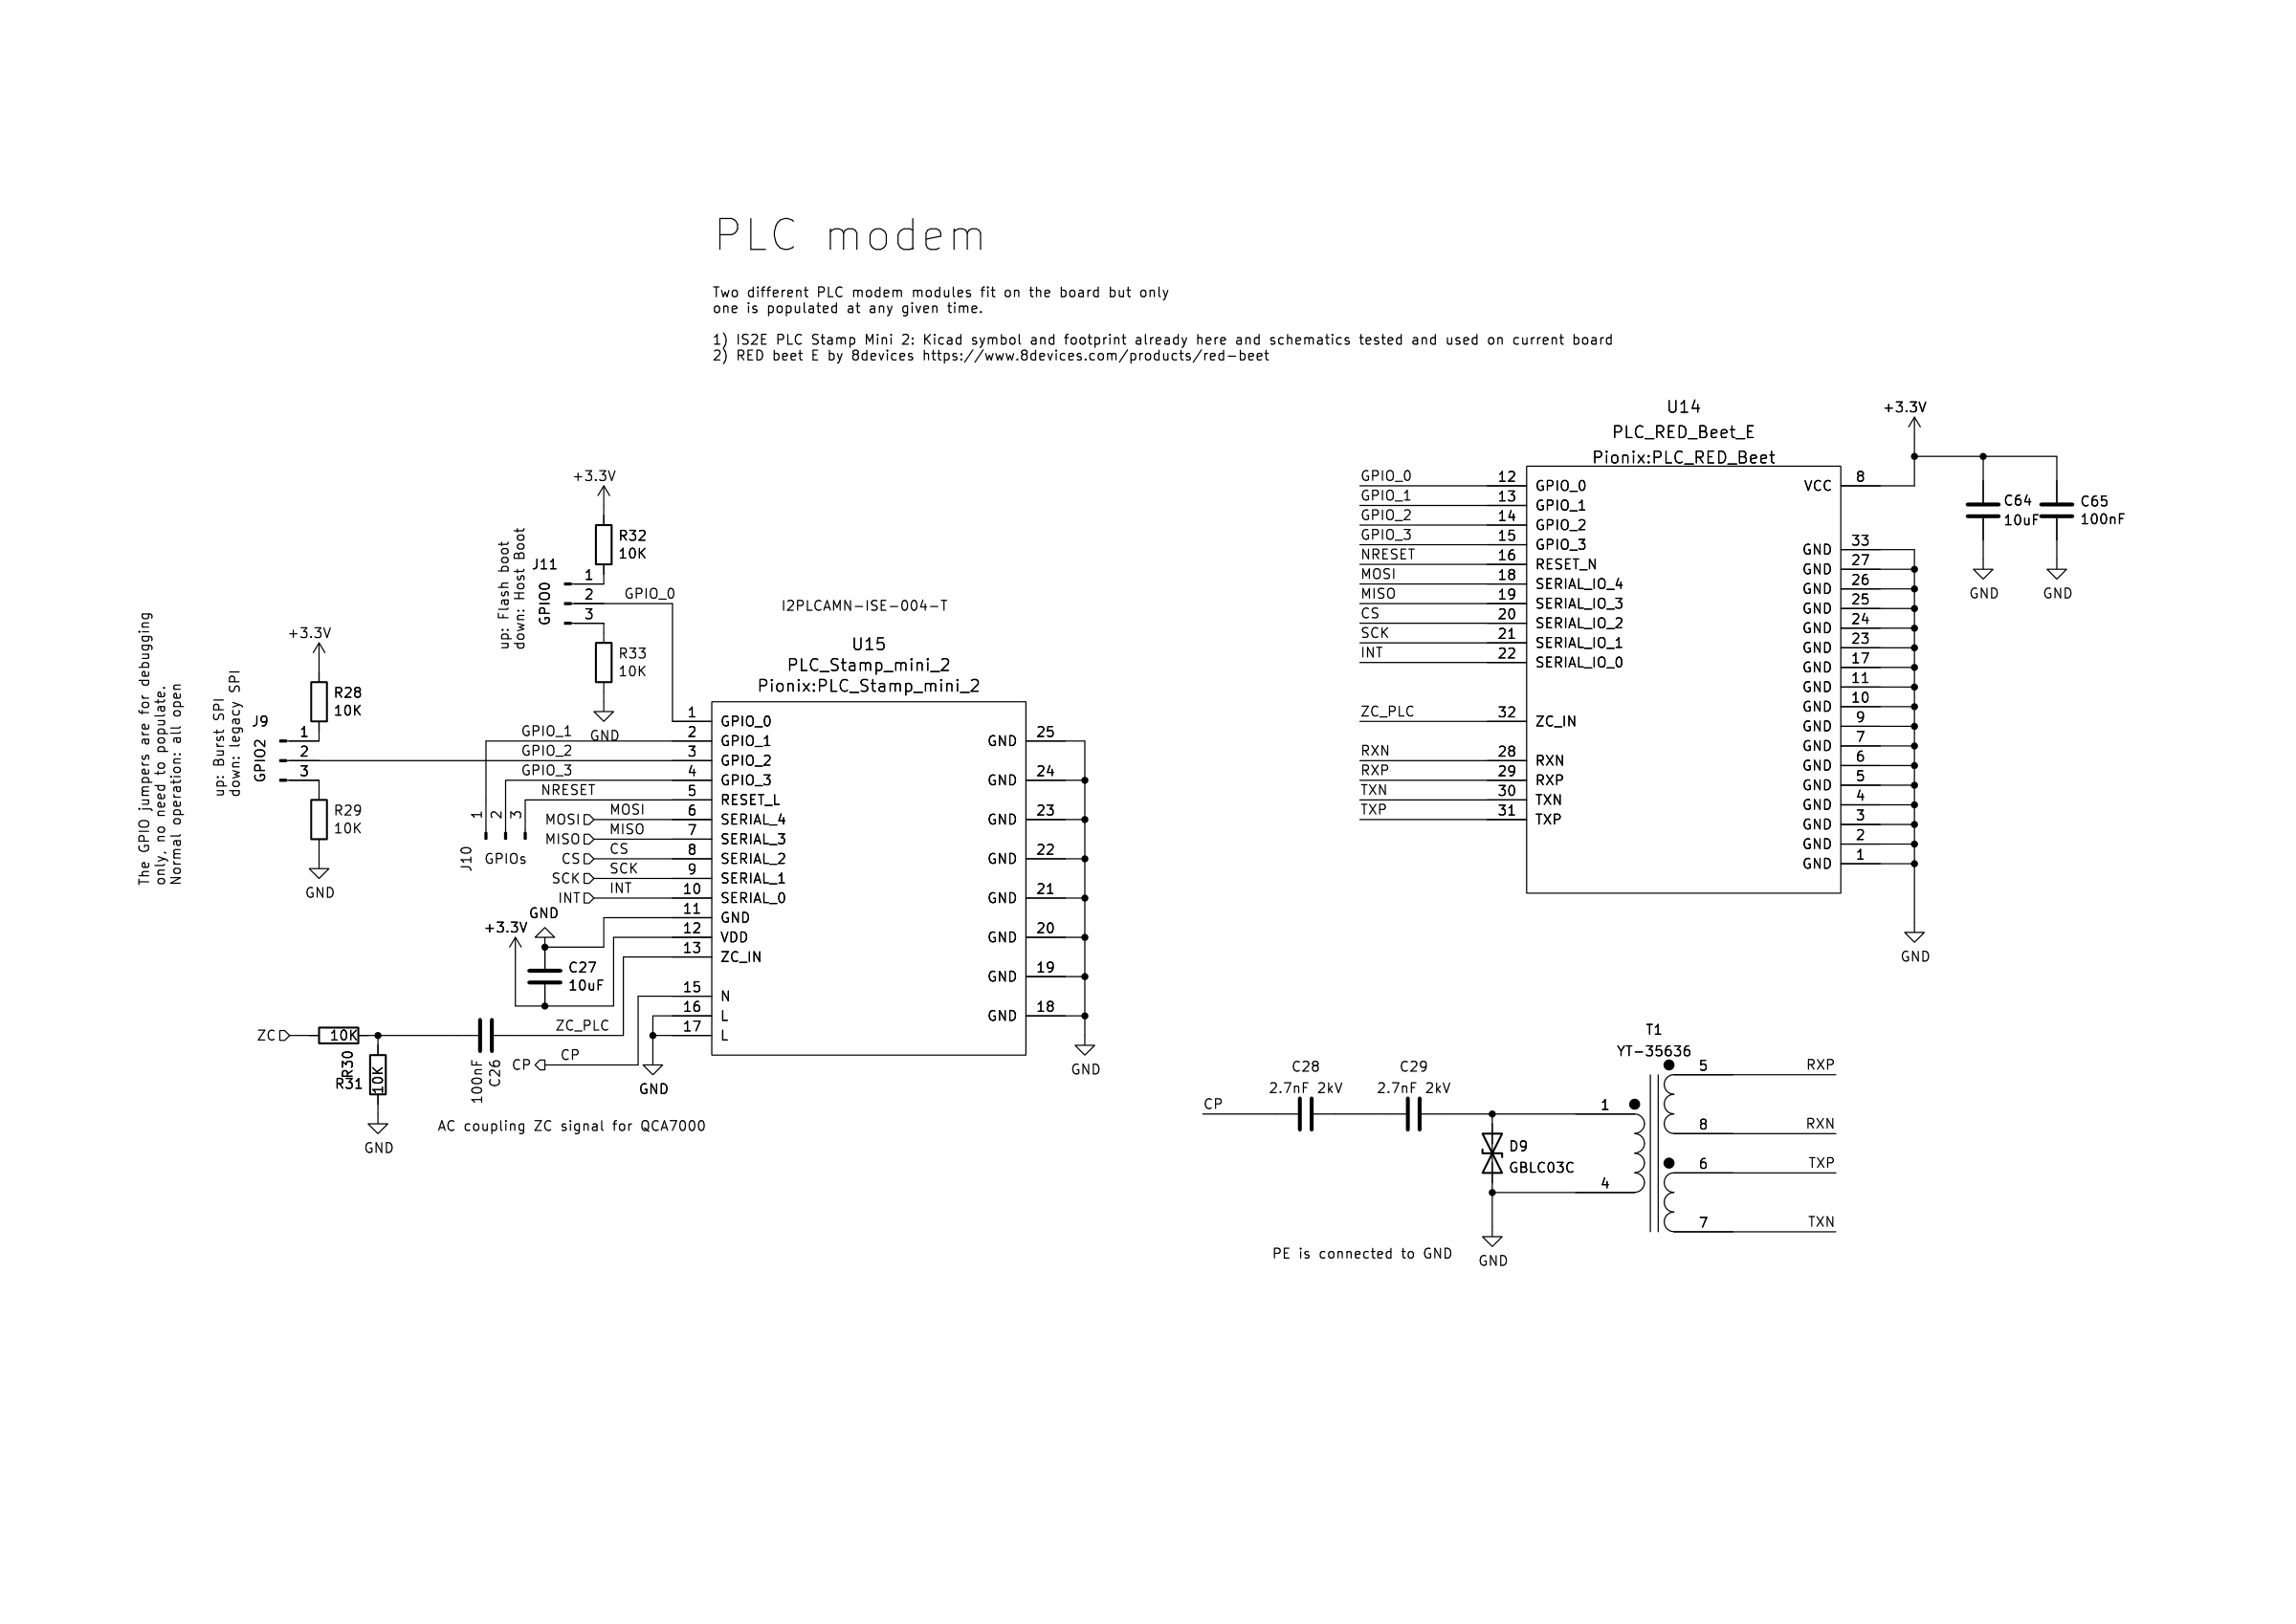 PLC modem
Two different PLC modem modules fit on the board but only
one is populated at any given time.
1) IS2E PLC Stamp Mini 2: Kicad symbol and footprint already here and schematics tested and used on current board
2) RED beet E by 8devices https://www.8devices.com/products/red-beet
The GPIO jumpers are for debugging
only, no need to populate.
Normal operation: all open
up: Burst SPI
down: legacy SPI
J9
GPIO2
1
2
3
+3.3V
R28
10K
R29
10K
GND
up: Flash boot
down: Host Boot
J11
GPIO0
1
2
3
+3.3V
R32
10K
GPIO_0
R33
10K
GND
I2PLCAMN-ISE-004-T
U15
PLC_Stamp_mini_2
Pionix:PLC_Stamp_mini_2
GPIO_1
GPIO_2
GPIO_3
NRESET
1
2
3
J10
GPIOs
MOSI MOSI
MISO MISO
CS CS
SCK SCK
INT INT
1 GPIO_0
2 GPIO_1
3 GPIO_2
4 GPIO_3
5 RESET_L
6 SERIAL_4
7 SERIAL_3
8 SERIAL_2
9 SERIAL_1
10 SERIAL_0
11 GND
12 VDD
13 ZC_IN
15 N
16 L
17 L
GND 25
GND 24
GND 23
GND 22
GND 21
GND 20
GND 19
GND 18
GND
GND
+3.3V
C27
10uF
ZC
10K
R30
R31
10K
GND
100nF
C26
ZC_PLC
CP CP
GND
AC coupling ZC signal for QCA7000
U14
PLC_RED_Beet_E
Pionix:PLC_RED_Beet
GPIO_0 12 GPIO_0
GPIO_1 13 GPIO_1
GPIO_2 14 GPIO_2
GPIO_3 15 GPIO_3
NRESET 16 RESET_N
MOSI 18 SERIAL_IO_4
MISO 19 SERIAL_IO_3
CS 20 SERIAL_IO_2
SCK 21 SERIAL_IO_1
INT 22 SERIAL_IO_0
ZC_PLC 32 ZC_IN
RXN 28 RXN
RXP 29 RXP
TXN 30 TXN
TXP 31 TXP
VCC 8
GND 33
GND 27
GND 26
GND 25
GND 24
GND 23
GND 17
GND 11
GND 10
GND 9
GND 7
GND 6
GND 5
GND 4
GND 3
GND 2
GND 1
GND
+3.3V
C64
10uF
GND
C65
100nF
GND
CP
C28
2.7nF 2kV
C29
2.7nF 2kV
D9
GBLC03C
GND
PE is connected to GND
T1
YT-35636
1
4
5 RXP
8 RXN
6 TXP
7 TXN